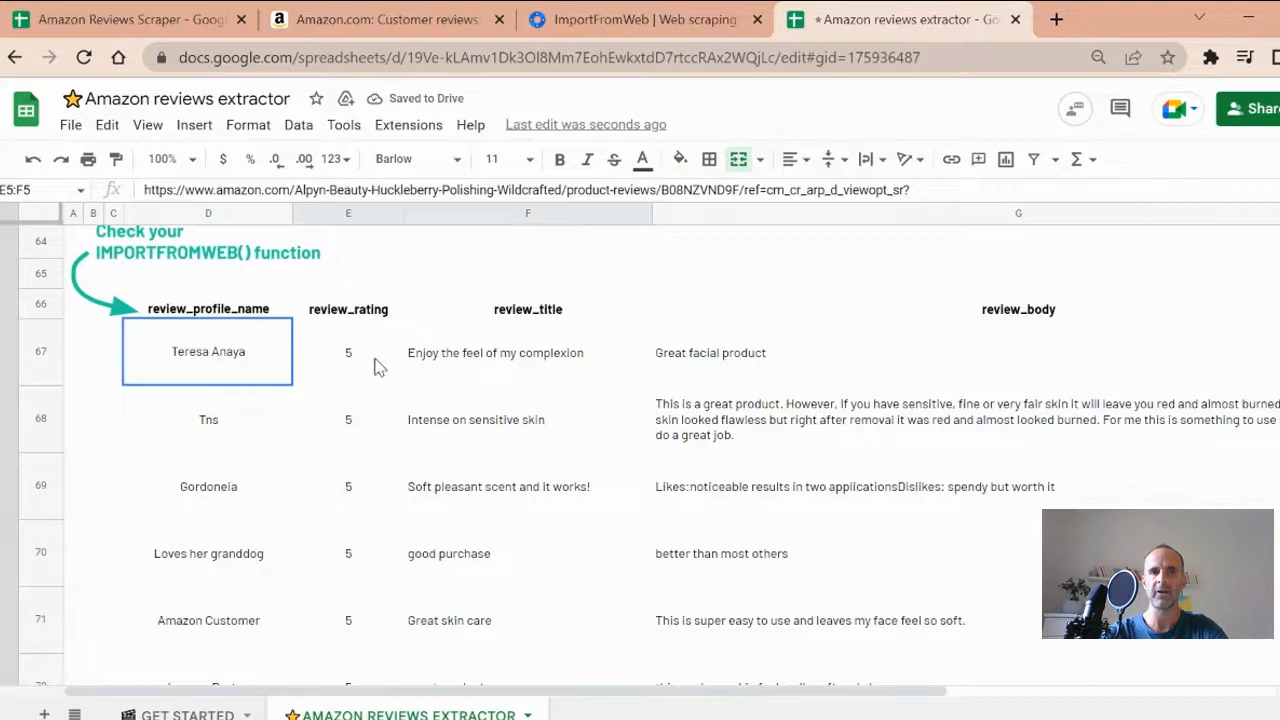 Amazon Reviews Scraper - Googl
Amazon.com: Customer reviews:
ImportFromWeb | Web scraping
⭐Amazon reviews extractor - Go
docs.google.com/spreadsheets/d/19Ve-kLAmv1Dk3Ol8Mm7EohEwkxtdD7rtccRAx2WQjLc/edit#gid=175936487
⭐Amazon reviews extractor
Saved to Drive
Share
File Edit View Insert Format Data Tools Extensions Help Last edit was seconds ago
100% $ % .0 .00 123 Barlow 11 B I S A
E5:F5 fx https://www.amazon.com/Alpyn-Beauty-Huckleberry-Polishing-Wildcrafted/product-reviews/B08NZVND9F/ref=cm_cr_arp_d_viewopt_sr?
A B C D E F G
64 Check your
IMPORTFROMWEB() function
65
66 review_profile_name review_rating review_title review_body
67 Teresa Anaya 5 Enjoy the feel of my complexion Great facial product
This is a great product. However, If you have sensitive, fine or very fair skin it will leave you red and almost burned
68 Tns 5 Intense on sensitive skin skin looked flawless but right after removal it was red and almost looked burned. For me this is something to use
do a great job.
69 Gordoneia 5 Soft pleasant scent and it works! Likes:noticeable results in two applicationsDislikes: spendy but worth it
70 Loves her granddog 5 good purchase better than most others
71 Amazon Customer 5 Great skin care This is super easy to use and leaves my face feel so soft.
GET STARTED ⭐AMAZON REVIEWS EXTRACTOR